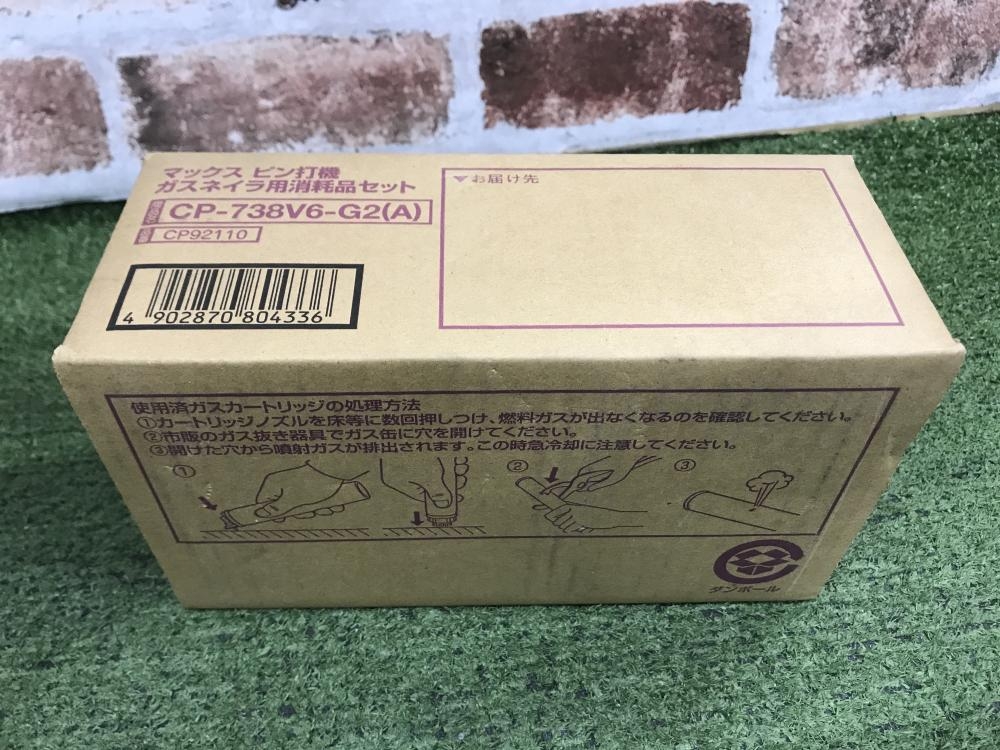 マックス ピン打機
ガスネイラ用消耗品セット
CP-738V6-G2(A)
CP92110
▼お届け先
4 902870 804336
使用済ガスカートリッジの処理方法
①カートリッジノズルを床等に数回押しつけ、燃料ガスが出なくなるのを確認してください。
②市販のガス抜き器具でガス缶に穴を開けてください。
③開けた穴から噴射ガスが排出されます。この時急冷却に注意してください。
① ② ③
ダンボール